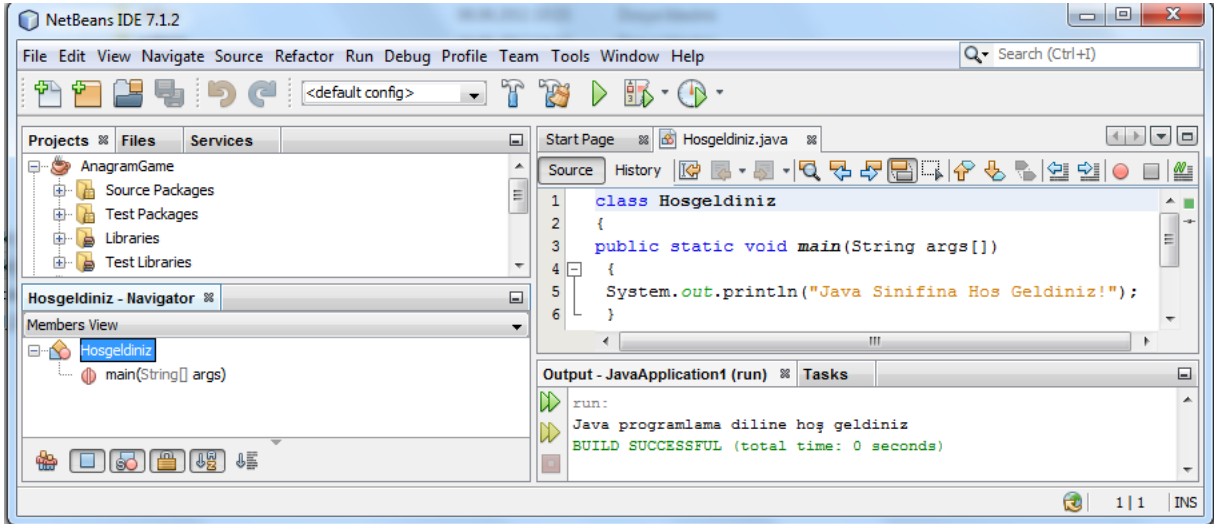 NetBeans IDE 7.1.2
File Edit View Navigate Source Refactor Run Debug Profile Team Tools Window Help
Search (Ctrl+I)
<default config>
Projects Files Services
AnagramGame
Source Packages
Test Packages
Libraries
Test Libraries
Hosgeldiniz - Navigator
Members View
Hosgeldiniz
main(String[] args)
Start Page Hosgeldiniz.java
Source History
1 class Hosgeldiniz
2 {
3 public static void main(String args[])
4 {
5 System.out.println("Java Sinifina Hos Geldiniz!");
6 }
Output - JavaApplication1 (run) Tasks
run:
Java programlama diline hoş geldiniz
BUILD SUCCESSFUL (total time: 0 seconds)
1 | 1 INS